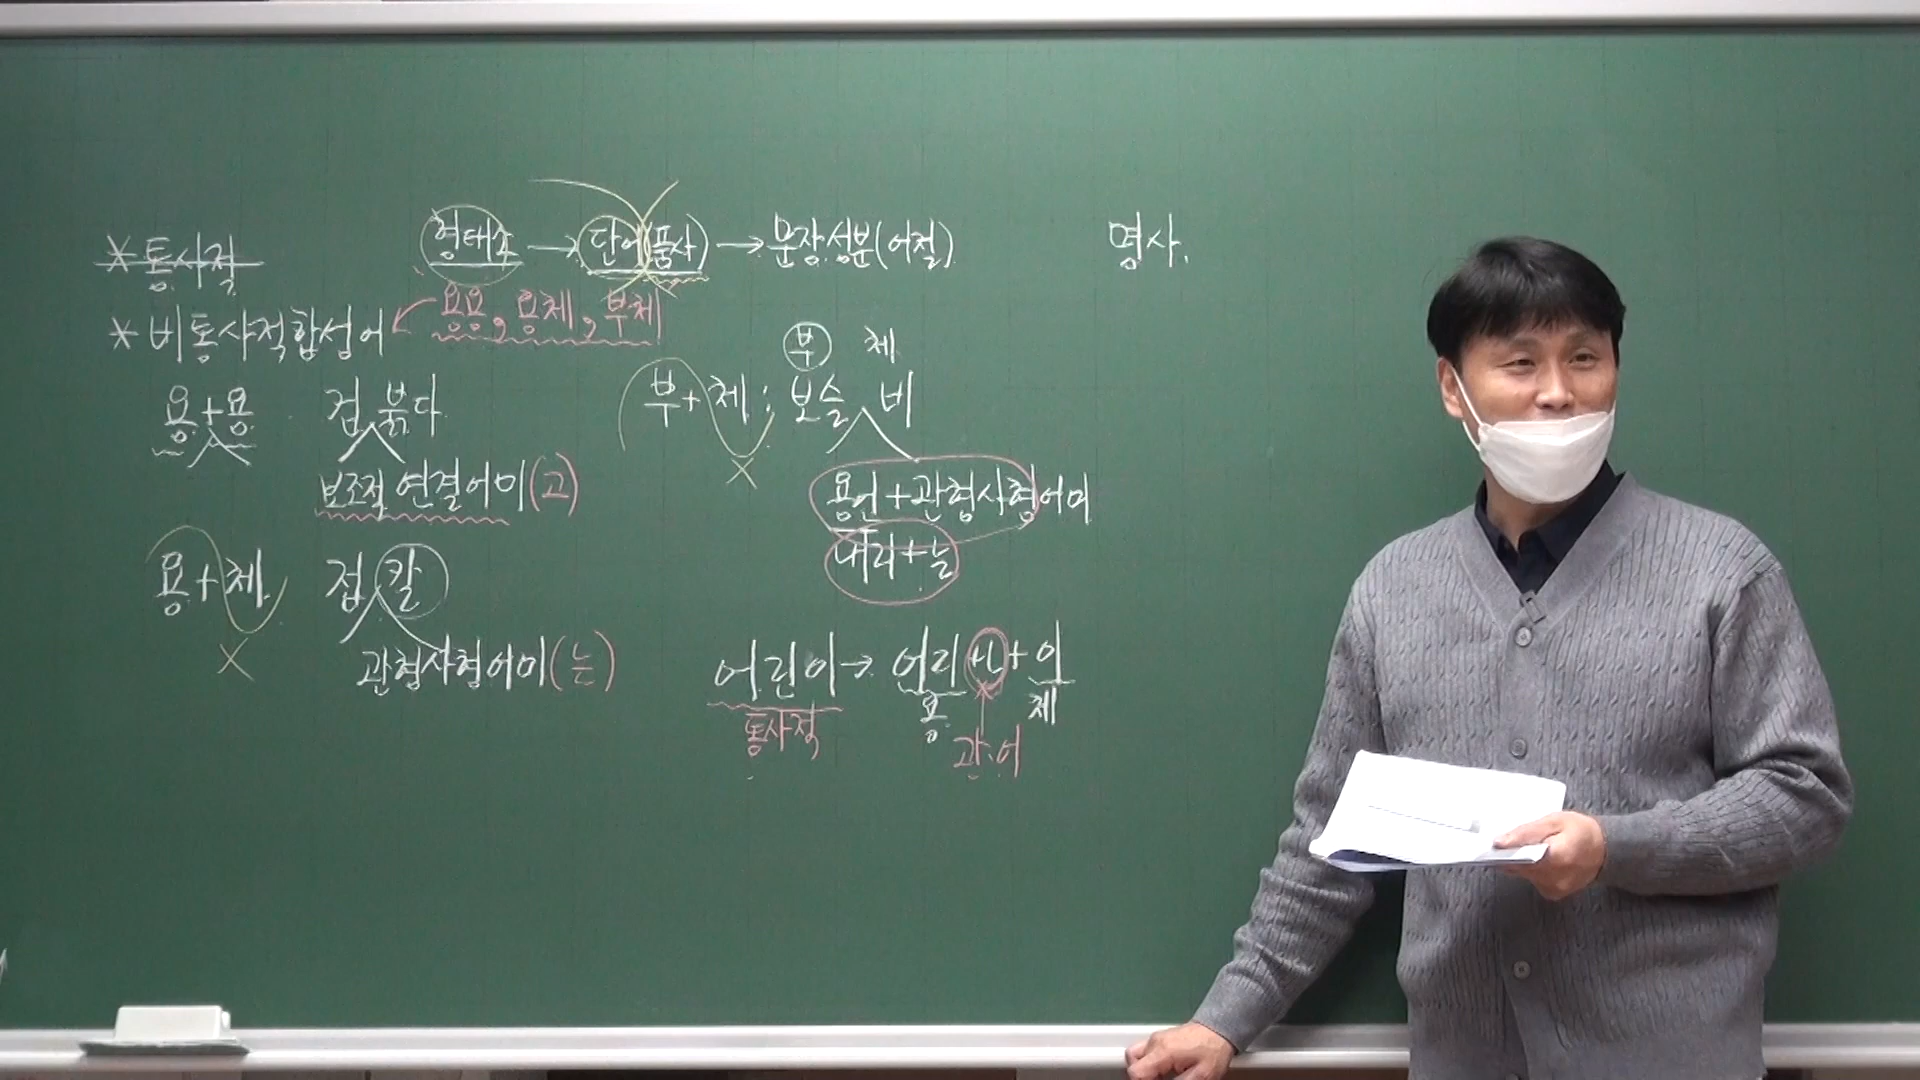 * 통사적
형태소 → 단어(품사) → 문장성분(어절)
명사.
* 비통사적합성어
용용, 용체, 부체
용+용 검붉다
보조적 연결어미(고)
용+체 접칼
관형사형어미(는)
부 체
부+체 : 보슬비
X
용언+관형사형어미
내리+는
X
어린이 → 어리+ㄴ+이
통사적
용 체
관·어